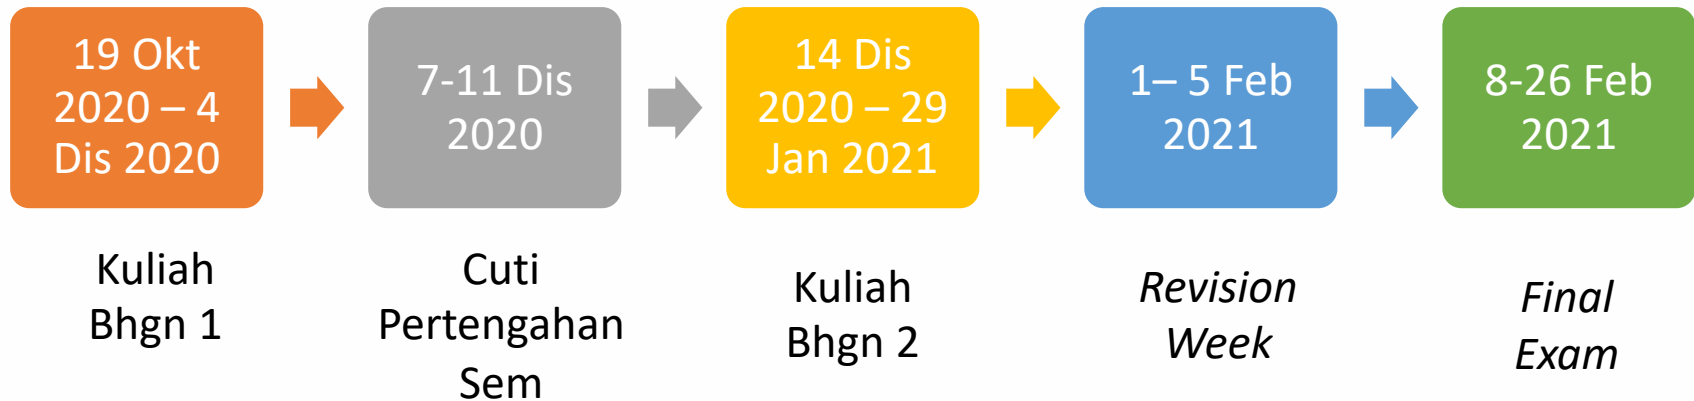 19 Okt
2020 – 4
Dis 2020
7-11 Dis
2020
14 Dis
2020 – 29
Jan 2021
1– 5 Feb
2021
8-26 Feb
2021
Kuliah
Bhgn 1
Cuti
Pertengahan
Sem
Kuliah
Bhgn 2
Revision
Week
Final
Exam